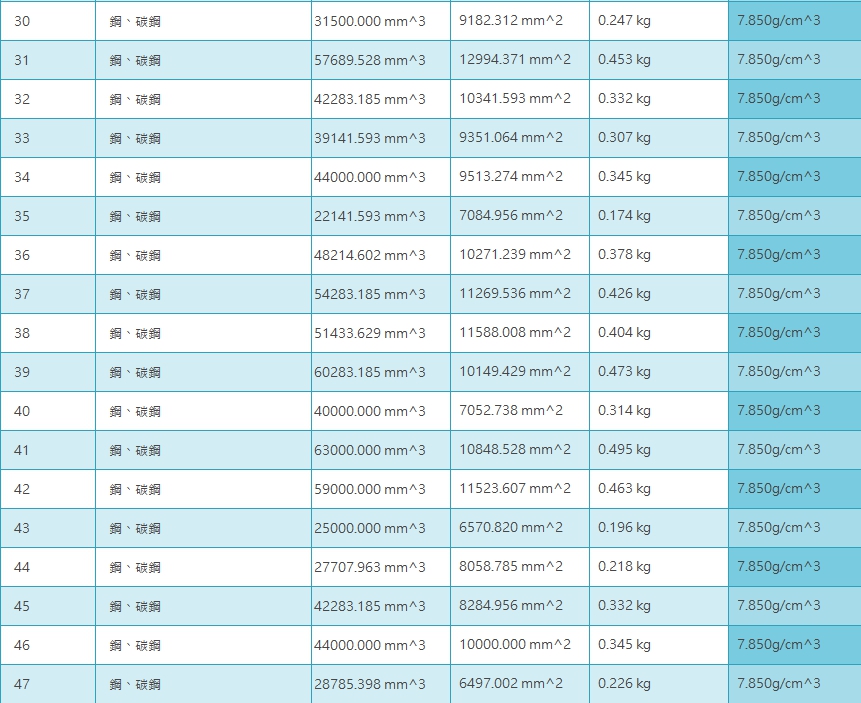 30 鋼、碳鋼 31500.000 mm^3 9182.312 mm^2 0.247 kg 7.850g/cm^3
31 鋼、碳鋼 57689.528 mm^3 12994.371 mm^2 0.453 kg 7.850g/cm^3
32 鋼、碳鋼 42283.185 mm^3 10341.593 mm^2 0.332 kg 7.850g/cm^3
33 鋼、碳鋼 39141.593 mm^3 9351.064 mm^2 0.307 kg 7.850g/cm^3
34 鋼、碳鋼 44000.000 mm^3 9513.274 mm^2 0.345 kg 7.850g/cm^3
35 鋼、碳鋼 22141.593 mm^3 7084.956 mm^2 0.174 kg 7.850g/cm^3
36 鋼、碳鋼 48214.602 mm^3 10271.239 mm^2 0.378 kg 7.850g/cm^3
37 鋼、碳鋼 54283.185 mm^3 11269.536 mm^2 0.426 kg 7.850g/cm^3
38 鋼、碳鋼 51433.629 mm^3 11588.008 mm^2 0.404 kg 7.850g/cm^3
39 鋼、碳鋼 60283.185 mm^3 10149.429 mm^2 0.473 kg 7.850g/cm^3
40 鋼、碳鋼 40000.000 mm^3 7052.738 mm^2 0.314 kg 7.850g/cm^3
41 鋼、碳鋼 63000.000 mm^3 10848.528 mm^2 0.495 kg 7.850g/cm^3
42 鋼、碳鋼 59000.000 mm^3 11523.607 mm^2 0.463 kg 7.850g/cm^3
43 鋼、碳鋼 25000.000 mm^3 6570.820 mm^2 0.196 kg 7.850g/cm^3
44 鋼、碳鋼 27707.963 mm^3 8058.785 mm^2 0.218 kg 7.850g/cm^3
45 鋼、碳鋼 42283.185 mm^3 8284.956 mm^2 0.332 kg 7.850g/cm^3
46 鋼、碳鋼 44000.000 mm^3 10000.000 mm^2 0.345 kg 7.850g/cm^3
47 鋼、碳鋼 28785.398 mm^3 6497.002 mm^2 0.226 kg 7.850g/cm^3